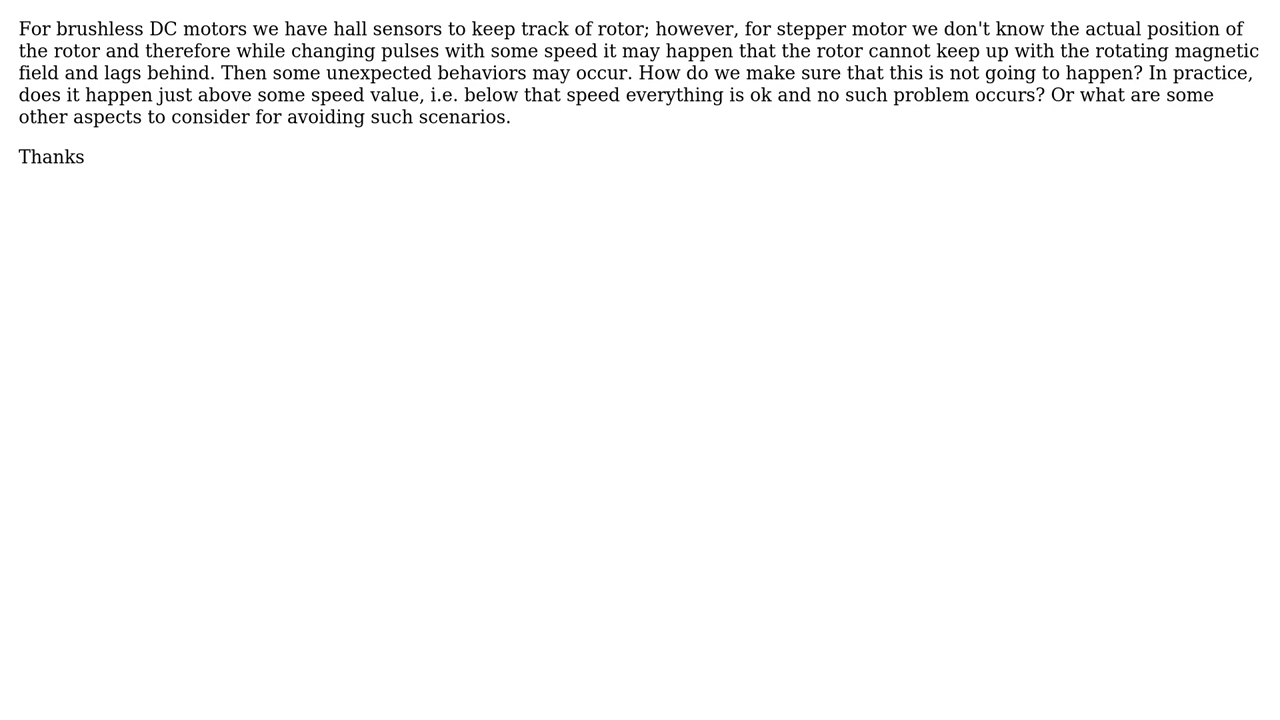 For brushless DC motors we have hall sensors to keep track of rotor; however, for stepper motor we don't know the actual position of
the rotor and therefore while changing pulses with some speed it may happen that the rotor cannot keep up with the rotating magnetic
field and lags behind. Then some unexpected behaviors may occur. How do we make sure that this is not going to happen? In practice,
does it happen just above some speed value, i.e. below that speed everything is ok and no such problem occurs? Or what are some
other aspects to consider for avoiding such scenarios.
Thanks